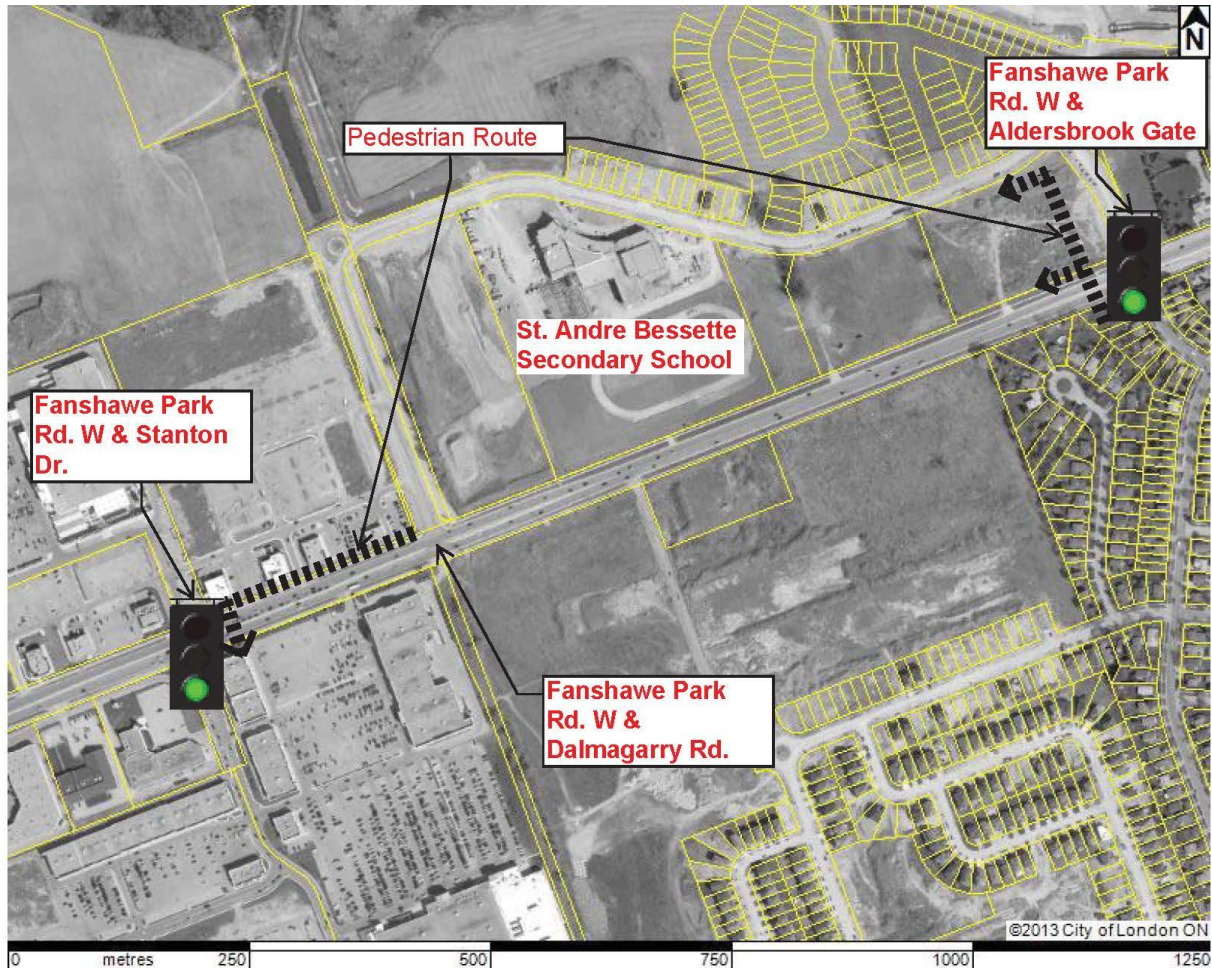 N
Fanshawe Park
Rd. W &
Aldersbrook Gate
Pedestrian Route
St. Andre Bessette
Secondary School
Fanshawe Park
Rd. W & Stanton
Dr.
Fanshawe Park
Rd. W &
Dalmagarry Rd.
©2013 City of London ON
0 metres 250 500 750 1000 1250